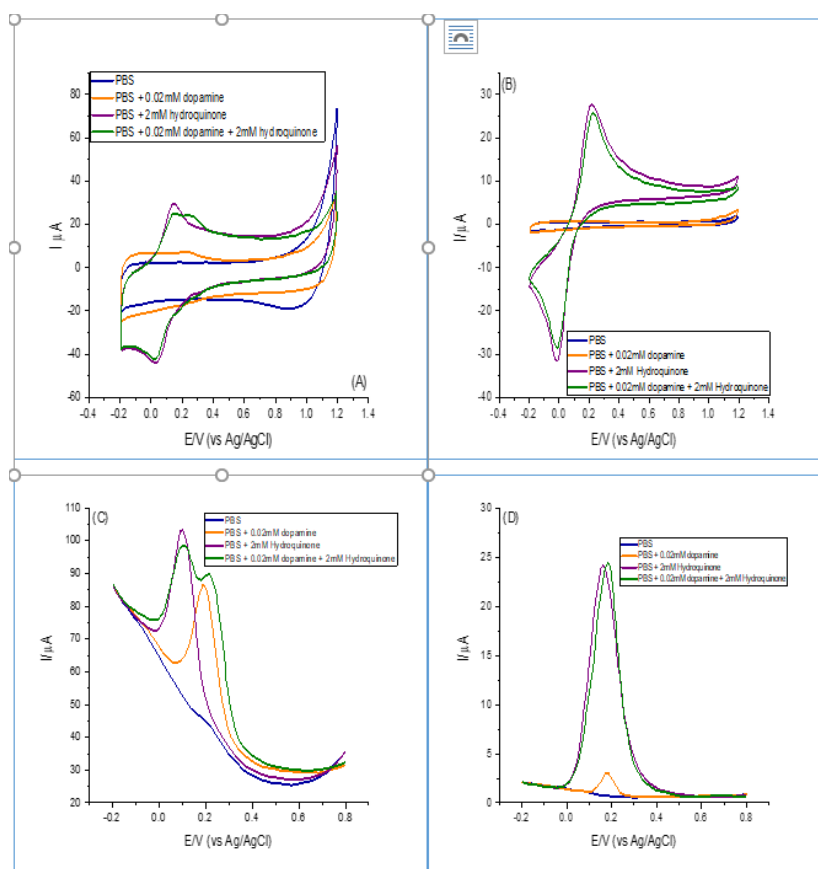 PBS
PBS + 0.02mM dopamine
PBS + 2mM hydroquinone
PBS + 0.02mM dopamine + 2mM hydroquinone
80
60
40
20
0
-20
-40
-60
I μA
(A)
-0.4 -0.2 0.0 0.2 0.4 0.6 0.8 1.0 1.2 1.4
E/V (vs Ag/AgCl)
(B)
30
20
10
0
-10
-20
-30
-40
I/ μA
PBS
PBS + 0.02mM dopamine
PBS + 2mM Hydroquinone
PBS + 0.02mM dopamine + 2mM Hydroquinone
-0.4 -0.2 0.0 0.2 0.4 0.6 0.8 1.0 1.2 1.4
E/V (vs Ag/AgCl)
(C)
PBS
PBS + 0.02mM dopamine
PBS + 2mM Hydroquinone
PBS + 0.02mM dopamine + 2mM Hydroquinone
110
100
90
80
70
60
50
40
30
20
I/ μA
-0.2 0.0 0.2 0.4 0.6 0.8
E/V (vs Ag/AgCl)
(D)
PBS
PBS + 0.02mM dopamine
PBS + 2mM Hydroquinone
PBS + 0.02mM dopamine + 2mM Hydroquinone
30
25
20
15
10
5
0
I/ μA
-0.2 0.0 0.2 0.4 0.6 0.8
E/V (vs Ag/AgCl)